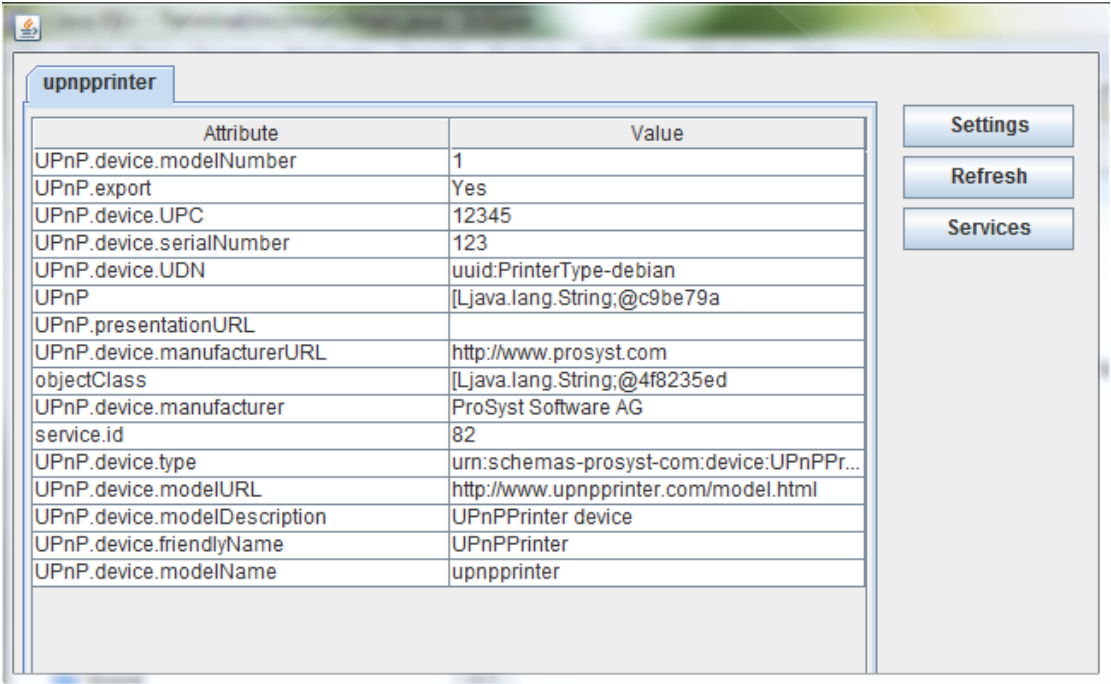 upnpprinter
Attribute Value
UPnP.device.modelNumber 1
UPnP.export Yes
UPnP.device.UPC 12345
UPnP.device.serialNumber 123
UPnP.device.UDN uuid:PrinterType-debian
UPnP [Ljava.lang.String;@c9be79a
UPnP.presentationURL
UPnP.device.manufacturerURL http://www.prosyst.com
objectClass [Ljava.lang.String;@4f8235ed
UPnP.device.manufacturer ProSyst Software AG
service.id 82
UPnP.device.type urn:schemas-prosyst-com:device:UPnPPr...
UPnP.device.modelURL http://www.upnpprinter.com/model.html
UPnP.device.modelDescription UPnPPrinter device
UPnP.device.friendlyName UPnPPrinter
UPnP.device.modelName upnpprinter
Settings
Refresh
Services